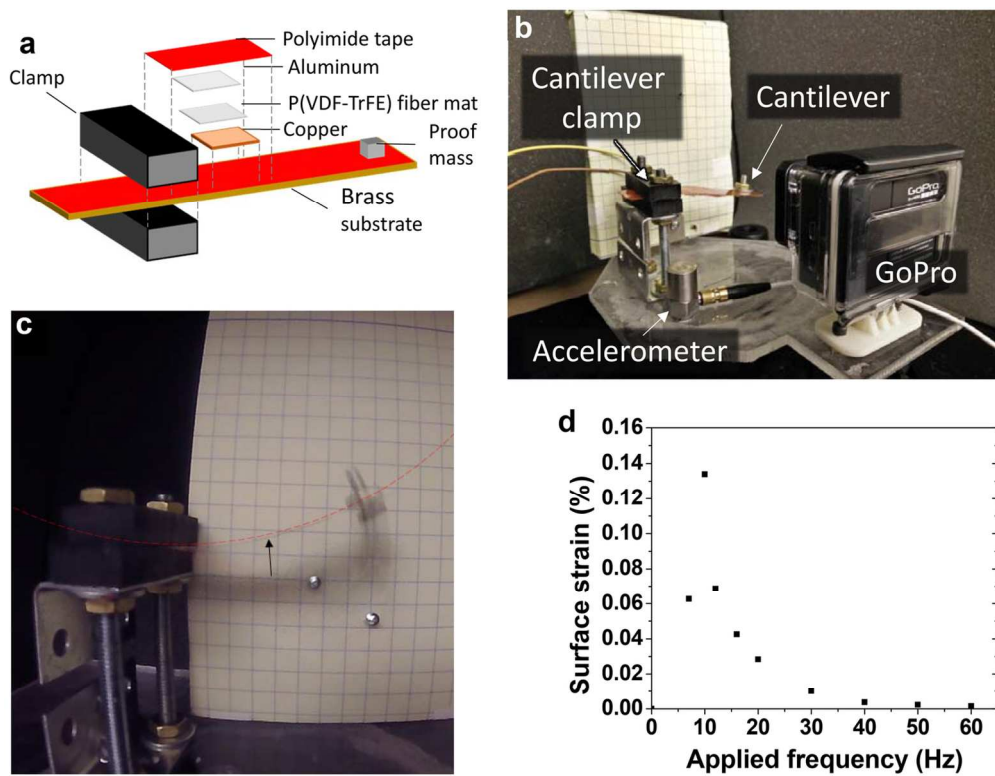 a
Polyimide tape
Aluminum
Clamp
P(VDF-TrFE) fiber mat
Copper
Proof
mass
Brass
substrate
b
Cantilever
clamp
Cantilever
GoPro
GoPro
Accelerometer
c
d
Surface strain (%)
0.16
0.14
0.12
0.10
0.08
0.06
0.04
0.02
0.00
0 10 20 30 40 50 60
Applied frequency (Hz)